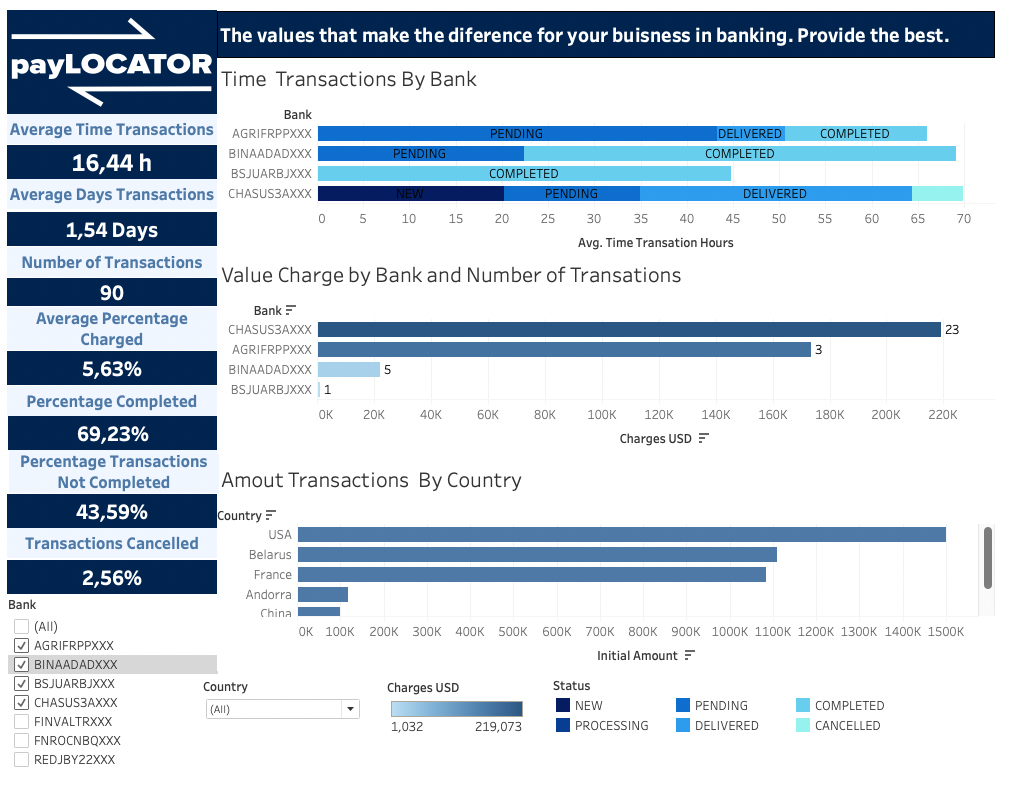 payLOCATOR
The values that make the diference for your buisness in banking. Provide the best.
Average Time Transactions
16,44 h
Average Days Transactions
1,54 Days
Number of Transactions
90
Average Percentage
Charged
5,63%
Percentage Completed
69,23%
Percentage Transactions
Not Completed
43,59%
Transactions Cancelled
2,56%
Bank
(All)
AGRIFRPPXXX
BINAADADXXX
BSJUARBJXXX
CHASUS3AXXX
FINVALTRXXX
FNROCNBQXXX
REDJBY22XXX
Time Transactions By Bank
Bank
AGRIFRPPXXX PENDING DELIVERED COMPLETED
BINAADADXXX PENDING COMPLETED
BSJUARBJXXX COMPLETED
CHASUS3AXXX NEW PENDING DELIVERED
0 5 10 15 20 25 30 35 40 45 50 55 60 65 70
Avg. Time Transation Hours
Value Charge by Bank and Number of Transations
Bank
CHASUS3AXXX 23
AGRIFRPPXXX 3
BINAADADXXX 5
BSJUARBJXXX 1
0K 20K 40K 60K 80K 100K 120K 140K 160K 180K 200K 220K
Charges USD
Amout Transactions By Country
Country
USA
Belarus
France
Andorra
China
0K 100K 200K 300K 400K 500K 600K 700K 800K 900K 1000K 1100K 1200K 1300K 1400K 1500K
Initial Amount
Country
(All)
Charges USD
1,032 219,073
Status
NEW PENDING COMPLETED
PROCESSING DELIVERED CANCELLED